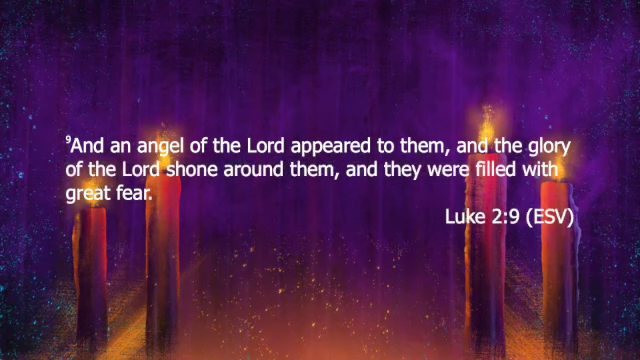 ⁹And an angel of the Lord appeared to them, and the glory
of the Lord shone around them, and they were filled with
great fear.
Luke 2:9 (ESV)